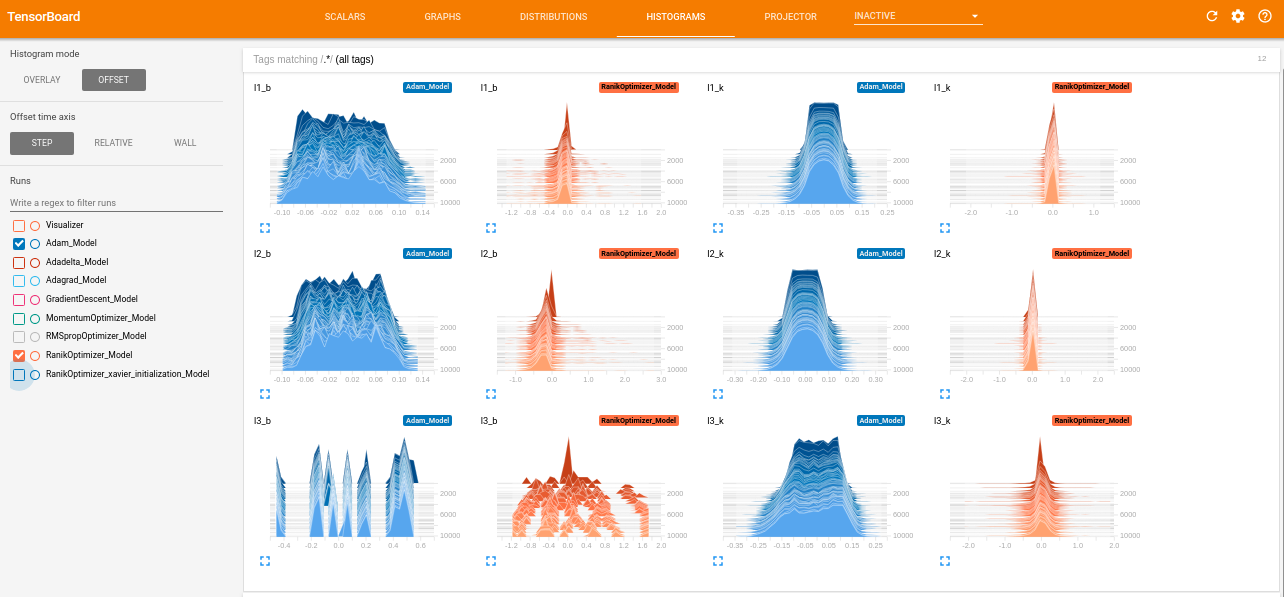 TensorBoard
SCALARS GRAPHS DISTRIBUTIONS HISTOGRAMS PROJECTOR INACTIVE
Histogram mode
OVERLAY OFFSET
Offset time axis
STEP RELATIVE WALL
Runs
Write a regex to filter runs
Visualizer
Adam_Model
Adadelta_Model
Adagrad_Model
GradientDescent_Model
MomentumOptimizer_Model
RMSpropOptimizer_Model
RanikOptimizer_Model
RanikOptimizer_xavier_initialization_Model
Tags matching /.*/ (all tags) 12
l1_b Adam_Model l1_b RanikOptimizer_Model l1_k Adam_Model l1_k RanikOptimizer_Model
2000 2000 2000 2000
6000 6000 6000 6000
10000 10000 10000 10000
-0.10 -0.06 -0.02 0.02 0.06 0.10 0.14 -1.2 -0.8 -0.4 0.0 0.4 0.8 1.2 1.6 2.0 -0.35 -0.25 -0.15 -0.05 0.05 0.15 0.25 -2.0 -1.0 0.0 1.0
l2_b Adam_Model l2_b RanikOptimizer_Model l2_k Adam_Model l2_k RanikOptimizer_Model
2000 2000 2000 2000
6000 6000 6000 6000
10000 10000 10000 10000
-0.10 -0.06 -0.02 0.02 0.06 0.10 0.14 -1.0 0.0 1.0 2.0 3.0 -0.30 -0.20 -0.10 0.00 0.10 0.20 0.30 -2.0 -1.0 0.0 1.0 2.0
l3_b Adam_Model l3_b RanikOptimizer_Model l3_k Adam_Model l3_k RanikOptimizer_Model
2000 2000 2000 2000
6000 6000 6000 6000
10000 10000 10000 10000
-0.4 -0.2 0.0 0.2 0.4 0.6 -1.2 -0.8 -0.4 0.0 0.4 0.8 1.2 1.6 2.0 -0.35 -0.25 -0.15 -0.05 0.05 0.15 0.25 -2.0 -1.0 0.0 1.0 2.0